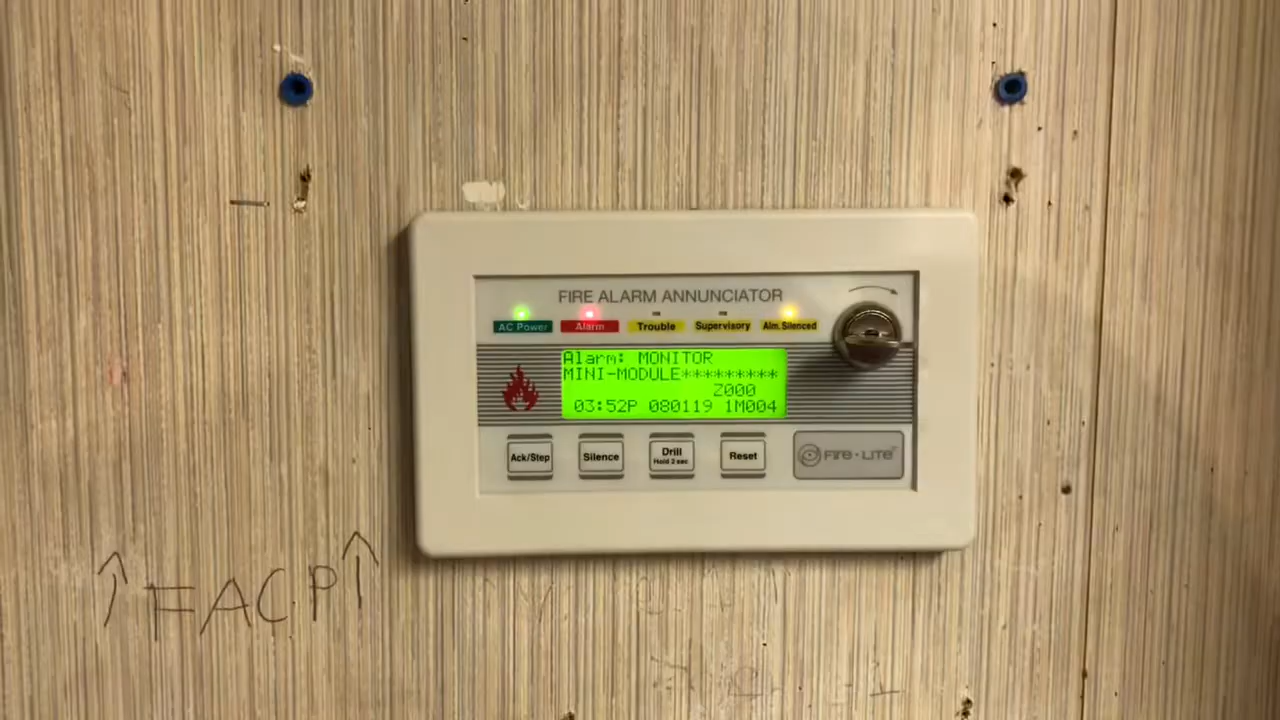 FIRE ALARM ANNUNCIATOR
AC Power Alarm Trouble Supervisory Alm.Silenced
Alarm: MONITOR
MINI-MODULE*********
Z000
03:52P 080119 1M004
Ack/Step Silence Drill Reset
Hold 2 sec
FIRE•LITE
↑FACP↑